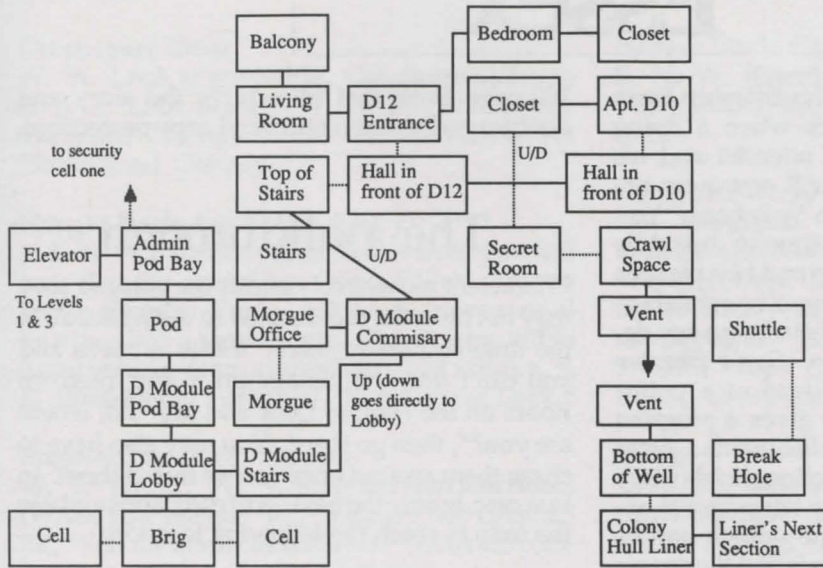 Balcony
Bedroom
Closet
Living
Room
D12
Entrance
Closet
Apt. D10
to security
cell one
U/D
Top of
Stairs
Hall in
front of D12
Hall in
front of D10
Elevator
Admin
Pod Bay
Stairs
U/D
Secret
Room
Crawl
Space
To Levels
1 & 3
Pod
Morgue
Office
D Module
Commisary
Vent
Shuttle
D Module
Pod Bay
Morgue
Up (down
goes directly to
Lobby)
Vent
D Module
Lobby
D Module
Stairs
Bottom
of Well
Break
Hole
Cell
Brig
Cell
Colony
Hull Liner
Liner's Next
Section